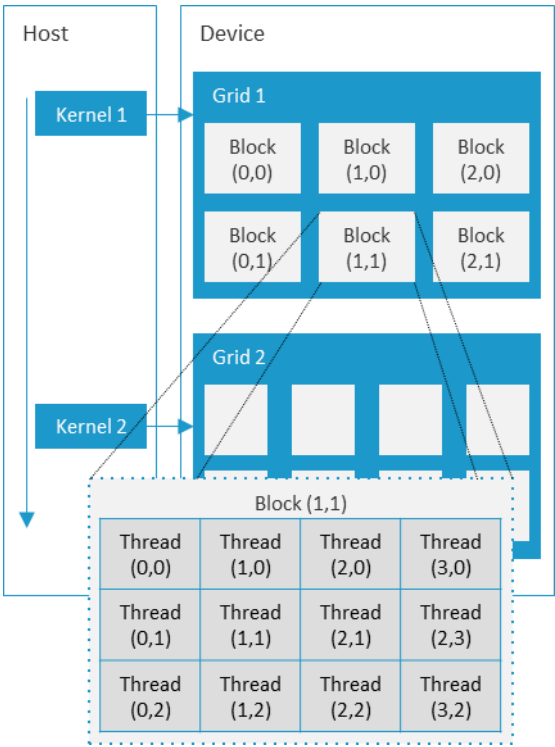 Host
Device
Kernel 1
Grid 1
Block
(0,0)
Block
(1,0)
Block
(2,0)
Block
(0,1)
Block
(1,1)
Block
(2,1)
Grid 2
Kernel 2
Block (1,1)
Thread
(0,0)
Thread
(1,0)
Thread
(2,0)
Thread
(3,0)
Thread
(0,1)
Thread
(1,1)
Thread
(2,1)
Thread
(2,3)
Thread
(0,2)
Thread
(1,2)
Thread
(2,2)
Thread
(3,2)